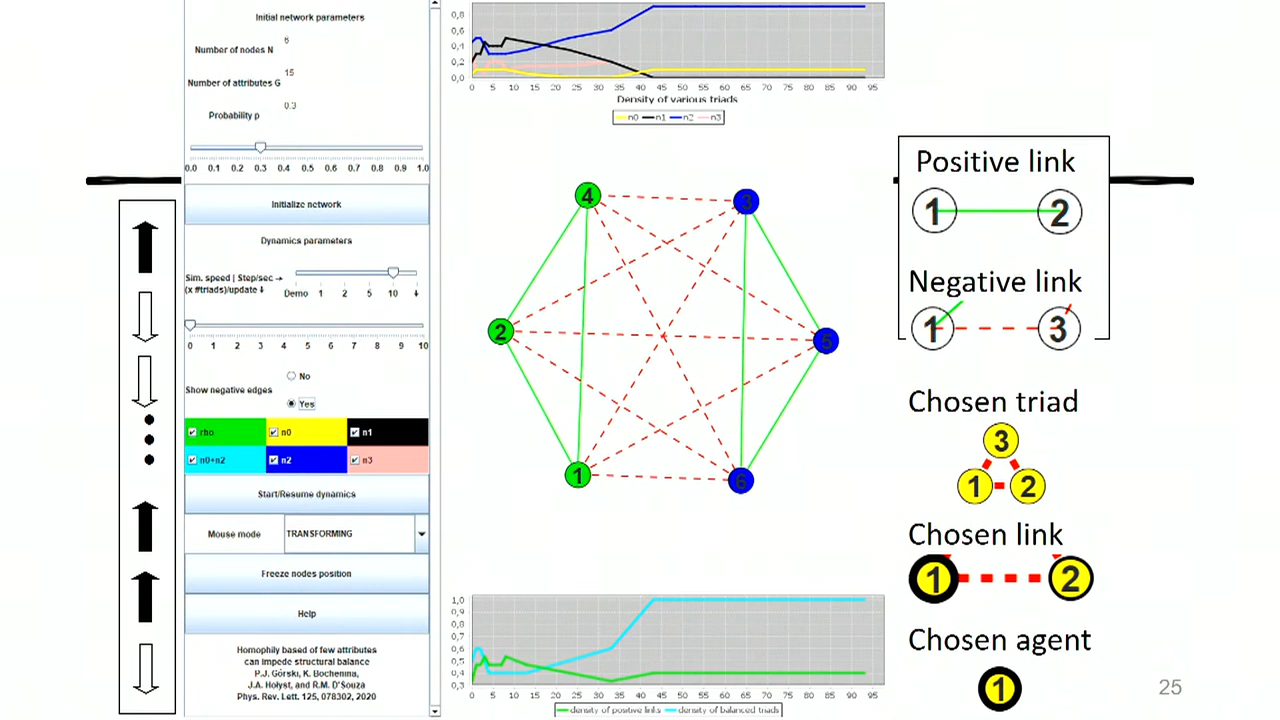 Initial network parameters
6
Number of nodes N
15
Number of attributes G
0.3
Probability p
0.0 0.1 0.2 0.3 0.4 0.5 0.6 0.7 0.8 0.9 1.0
Initialize network
Dynamics parameters
Sim. speed | Step/sec →
(x #triads)/update ↓
Demo 1 2 5 10 ↓
0 1 2 3 4 5 6 7 8 9 10
No
Show negative edges
Yes
rho n0 n1
n0+n2 n2 n3
Start/Resume dynamics
Mouse mode TRANSFORMING
Freeze nodes position
Help
Homophily based of few attributes
can impede structural balance
P.J. Górski, K. Bochenina,
J.A. Hołyst, and R.M. D'Souza
Phys. Rev. Lett. 125, 078302, 2020
0,8
0,6
0,4
0,2
0,0
0 5 10 15 20 25 30 35 40 45 50 55 60 65 70 75 80 85 90 95
Density of various triads
n0 n1 n2 n3
4 3
2 5
1 6
1,0
0,9
0,8
0,7
0,6
0,5
0,4
0,3
0 5 10 15 20 25 30 35 40 45 50 55 60 65 70 75 80 85 90 95
density of positive links density of balanced triads
Positive link
1 2
Negative link
1 3
Chosen triad
3
1 2
Chosen link
1 2
Chosen agent
1
25